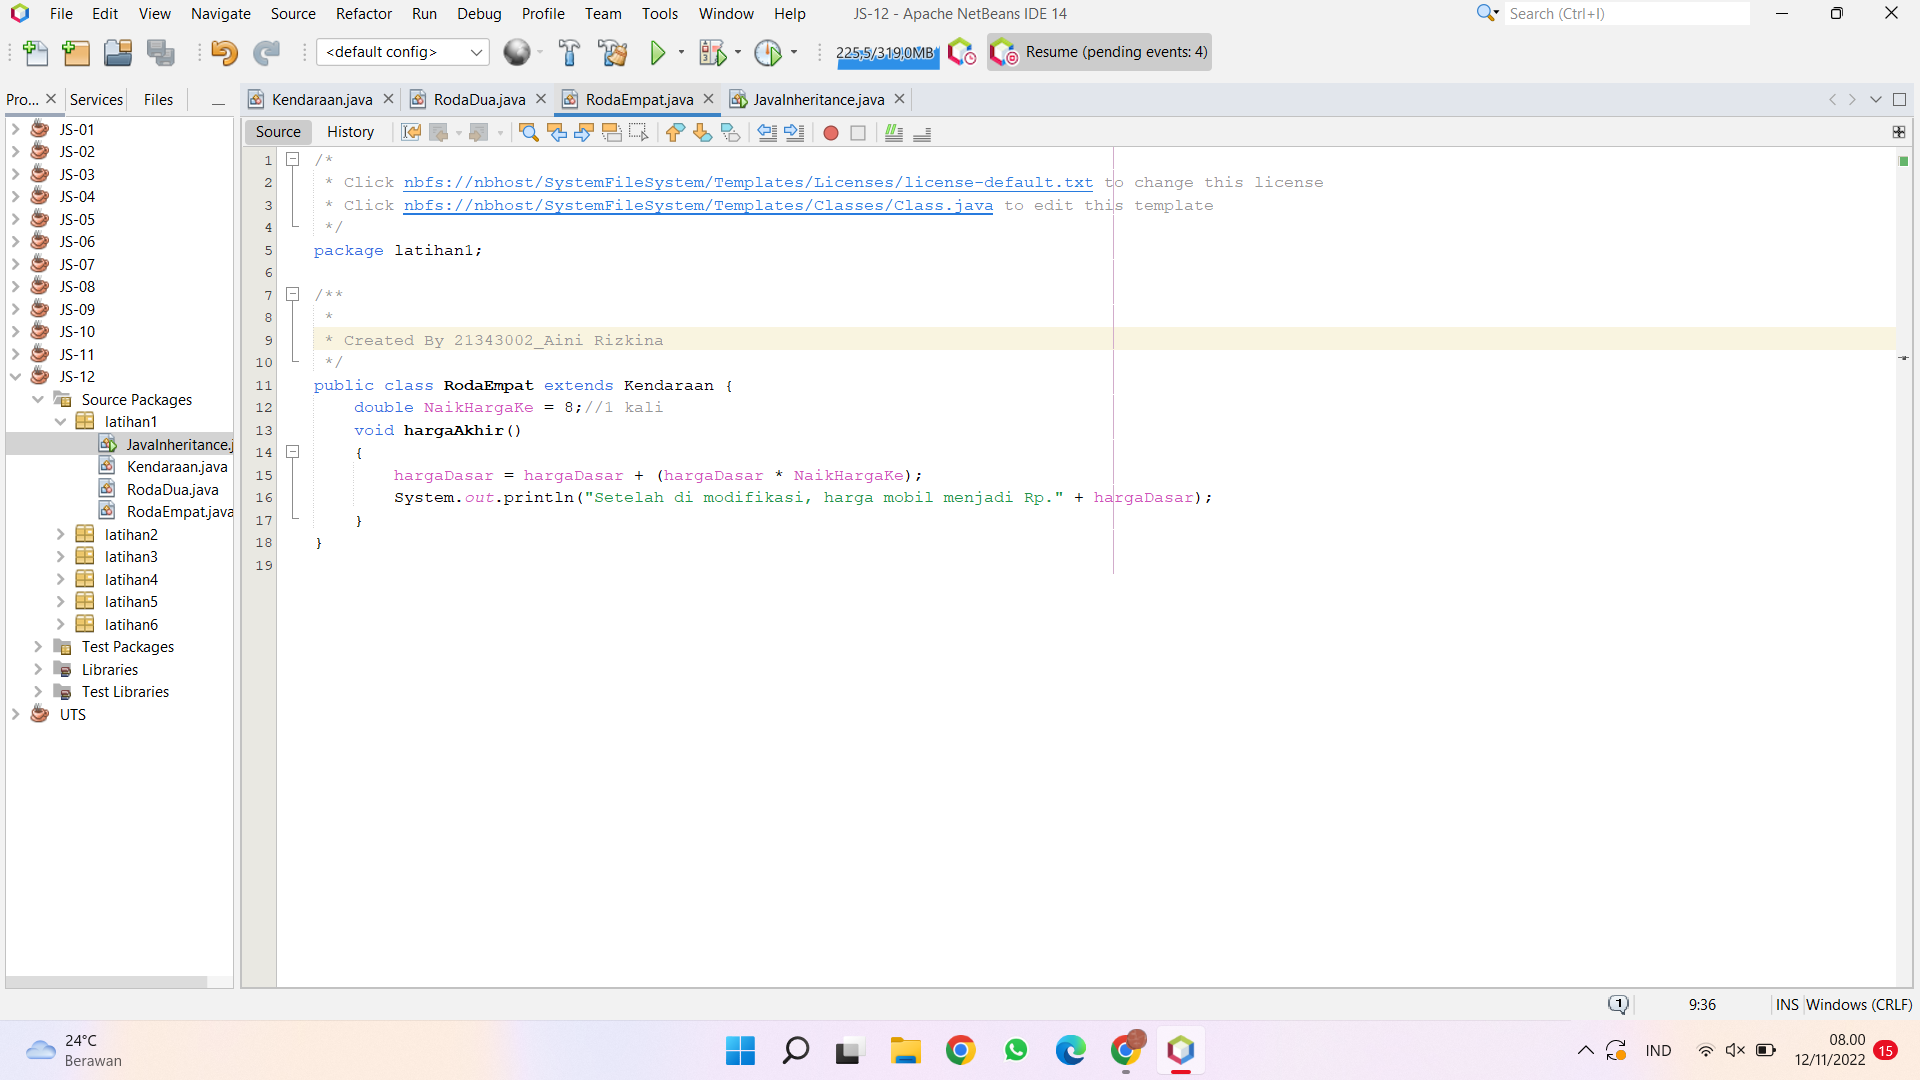 File Edit View Navigate Source Refactor Run Debug Profile Team Tools Window Help JS-12 - Apache NetBeans IDE 14 Search (Ctrl+I)
<default config> 225,5/319,0MB Resume (pending events: 4)
Pro... Services Files Kendaraan.java RodaDua.java RodaEmpat.java JavaInheritance.java
Source History
JS-01
JS-02
JS-03
JS-04
JS-05
JS-06
JS-07
JS-08
JS-09
JS-10
JS-11
JS-12
Source Packages
latihan1
JavaInheritance.j
Kendaraan.java
RodaDua.java
RodaEmpat.java
latihan2
latihan3
latihan4
latihan5
latihan6
Test Packages
Libraries
Test Libraries
UTS
1 /*
2 * Click nbfs://nbhost/SystemFileSystem/Templates/Licenses/license-default.txt to change this license
3 * Click nbfs://nbhost/SystemFileSystem/Templates/Classes/Class.java to edit this template
4 */
5 package latihan1;
6
7 /**
8 *
9 * Created By 21343002_Aini Rizkina
10 */
11 public class RodaEmpat extends Kendaraan {
12 double NaikHargaKe = 8;//1 kali
13 void hargaAkhir()
14 {
15 hargaDasar = hargaDasar + (hargaDasar * NaikHargaKe);
16 System.out.println("Setelah di modifikasi, harga mobil menjadi Rp." + hargaDasar);
17 }
18 }
19
1 9:36 INS Windows (CRLF)
24°C
Berawan
IND
08.00
12/11/2022
15